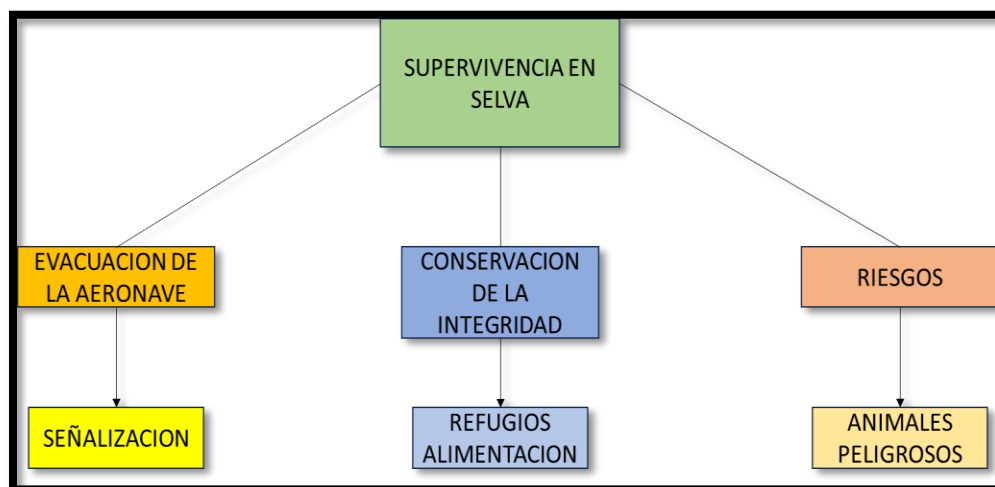 SUPERVIVENCIA EN
SELVA
EVACUACION DE
LA AERONAVE
CONSERVACION
DE LA
INTEGRIDAD
RIESGOS
SEÑALIZACION
REFUGIOS
ALIMENTACION
ANIMALES
PELIGROSOS